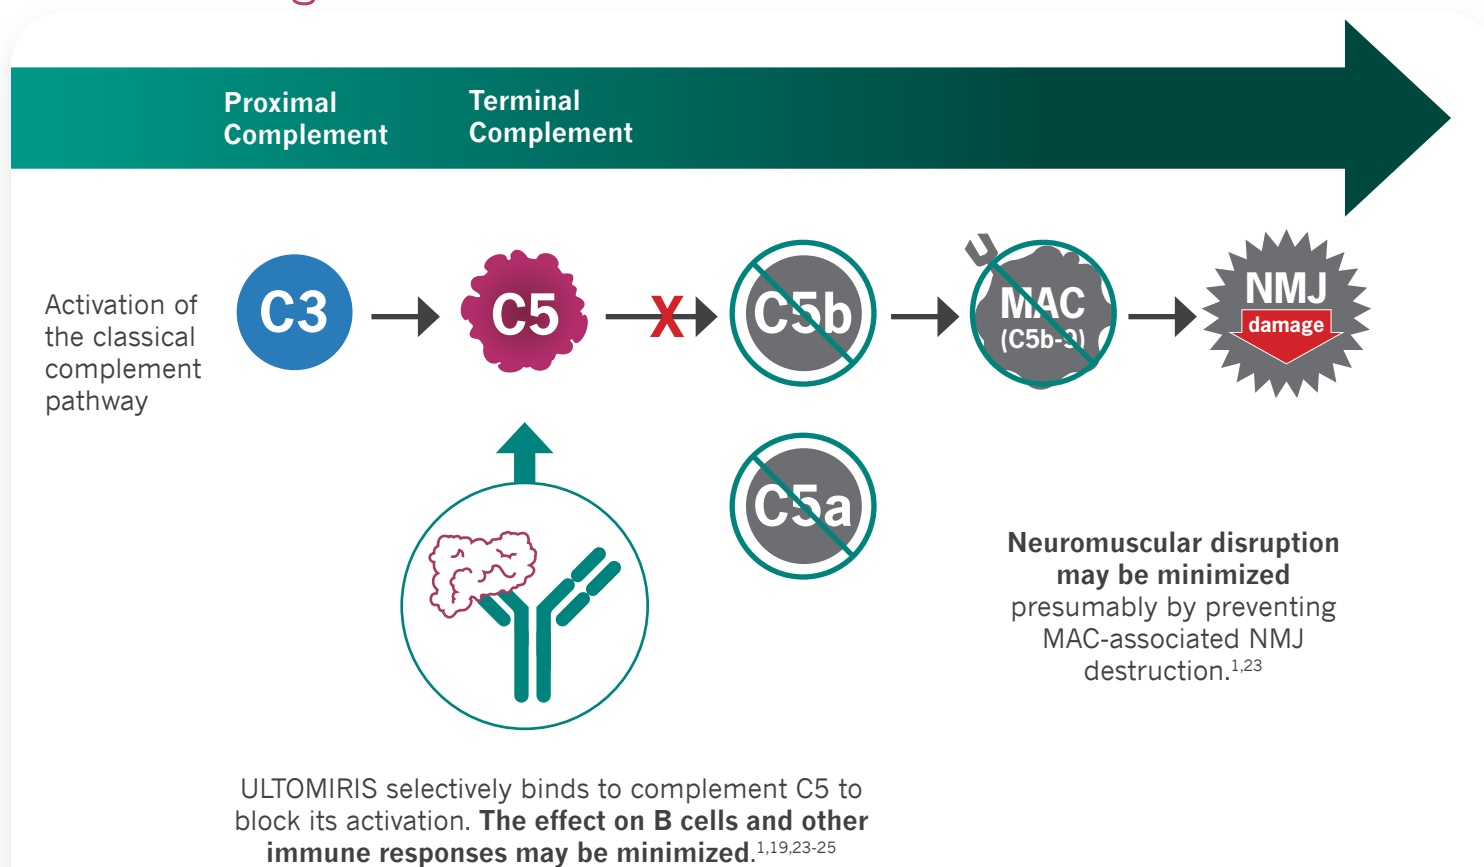 Proximal
Complement
Terminal
Complement
Activation of
the classical
complement
pathway
C3
C5
X
C5b
MAC
(C5b-9)
NMJ
damage
C5a
Neuromuscular disruption
may be minimized
presumably by preventing
MAC-associated NMJ
destruction.1,23
ULTOMIRIS selectively binds to complement C5 to
block its activation. The effect on B cells and other
immune responses may be minimized.1,19,23-25